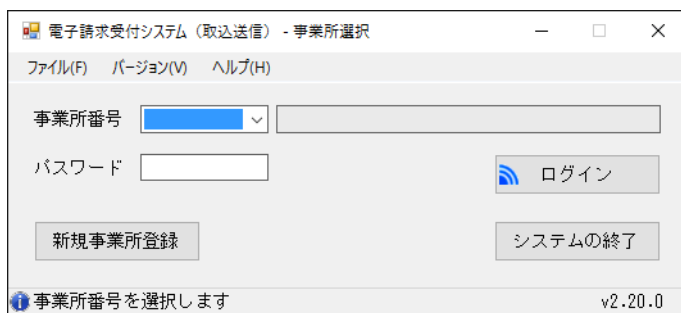 電子請求受付システム（取込送信） - 事業所選択
ファイル(F) バージョン(V) ヘルプ(H)
事業所番号
パスワード
ログイン
新規事業所登録 システムの終了
事業所番号を選択します v2.20.0